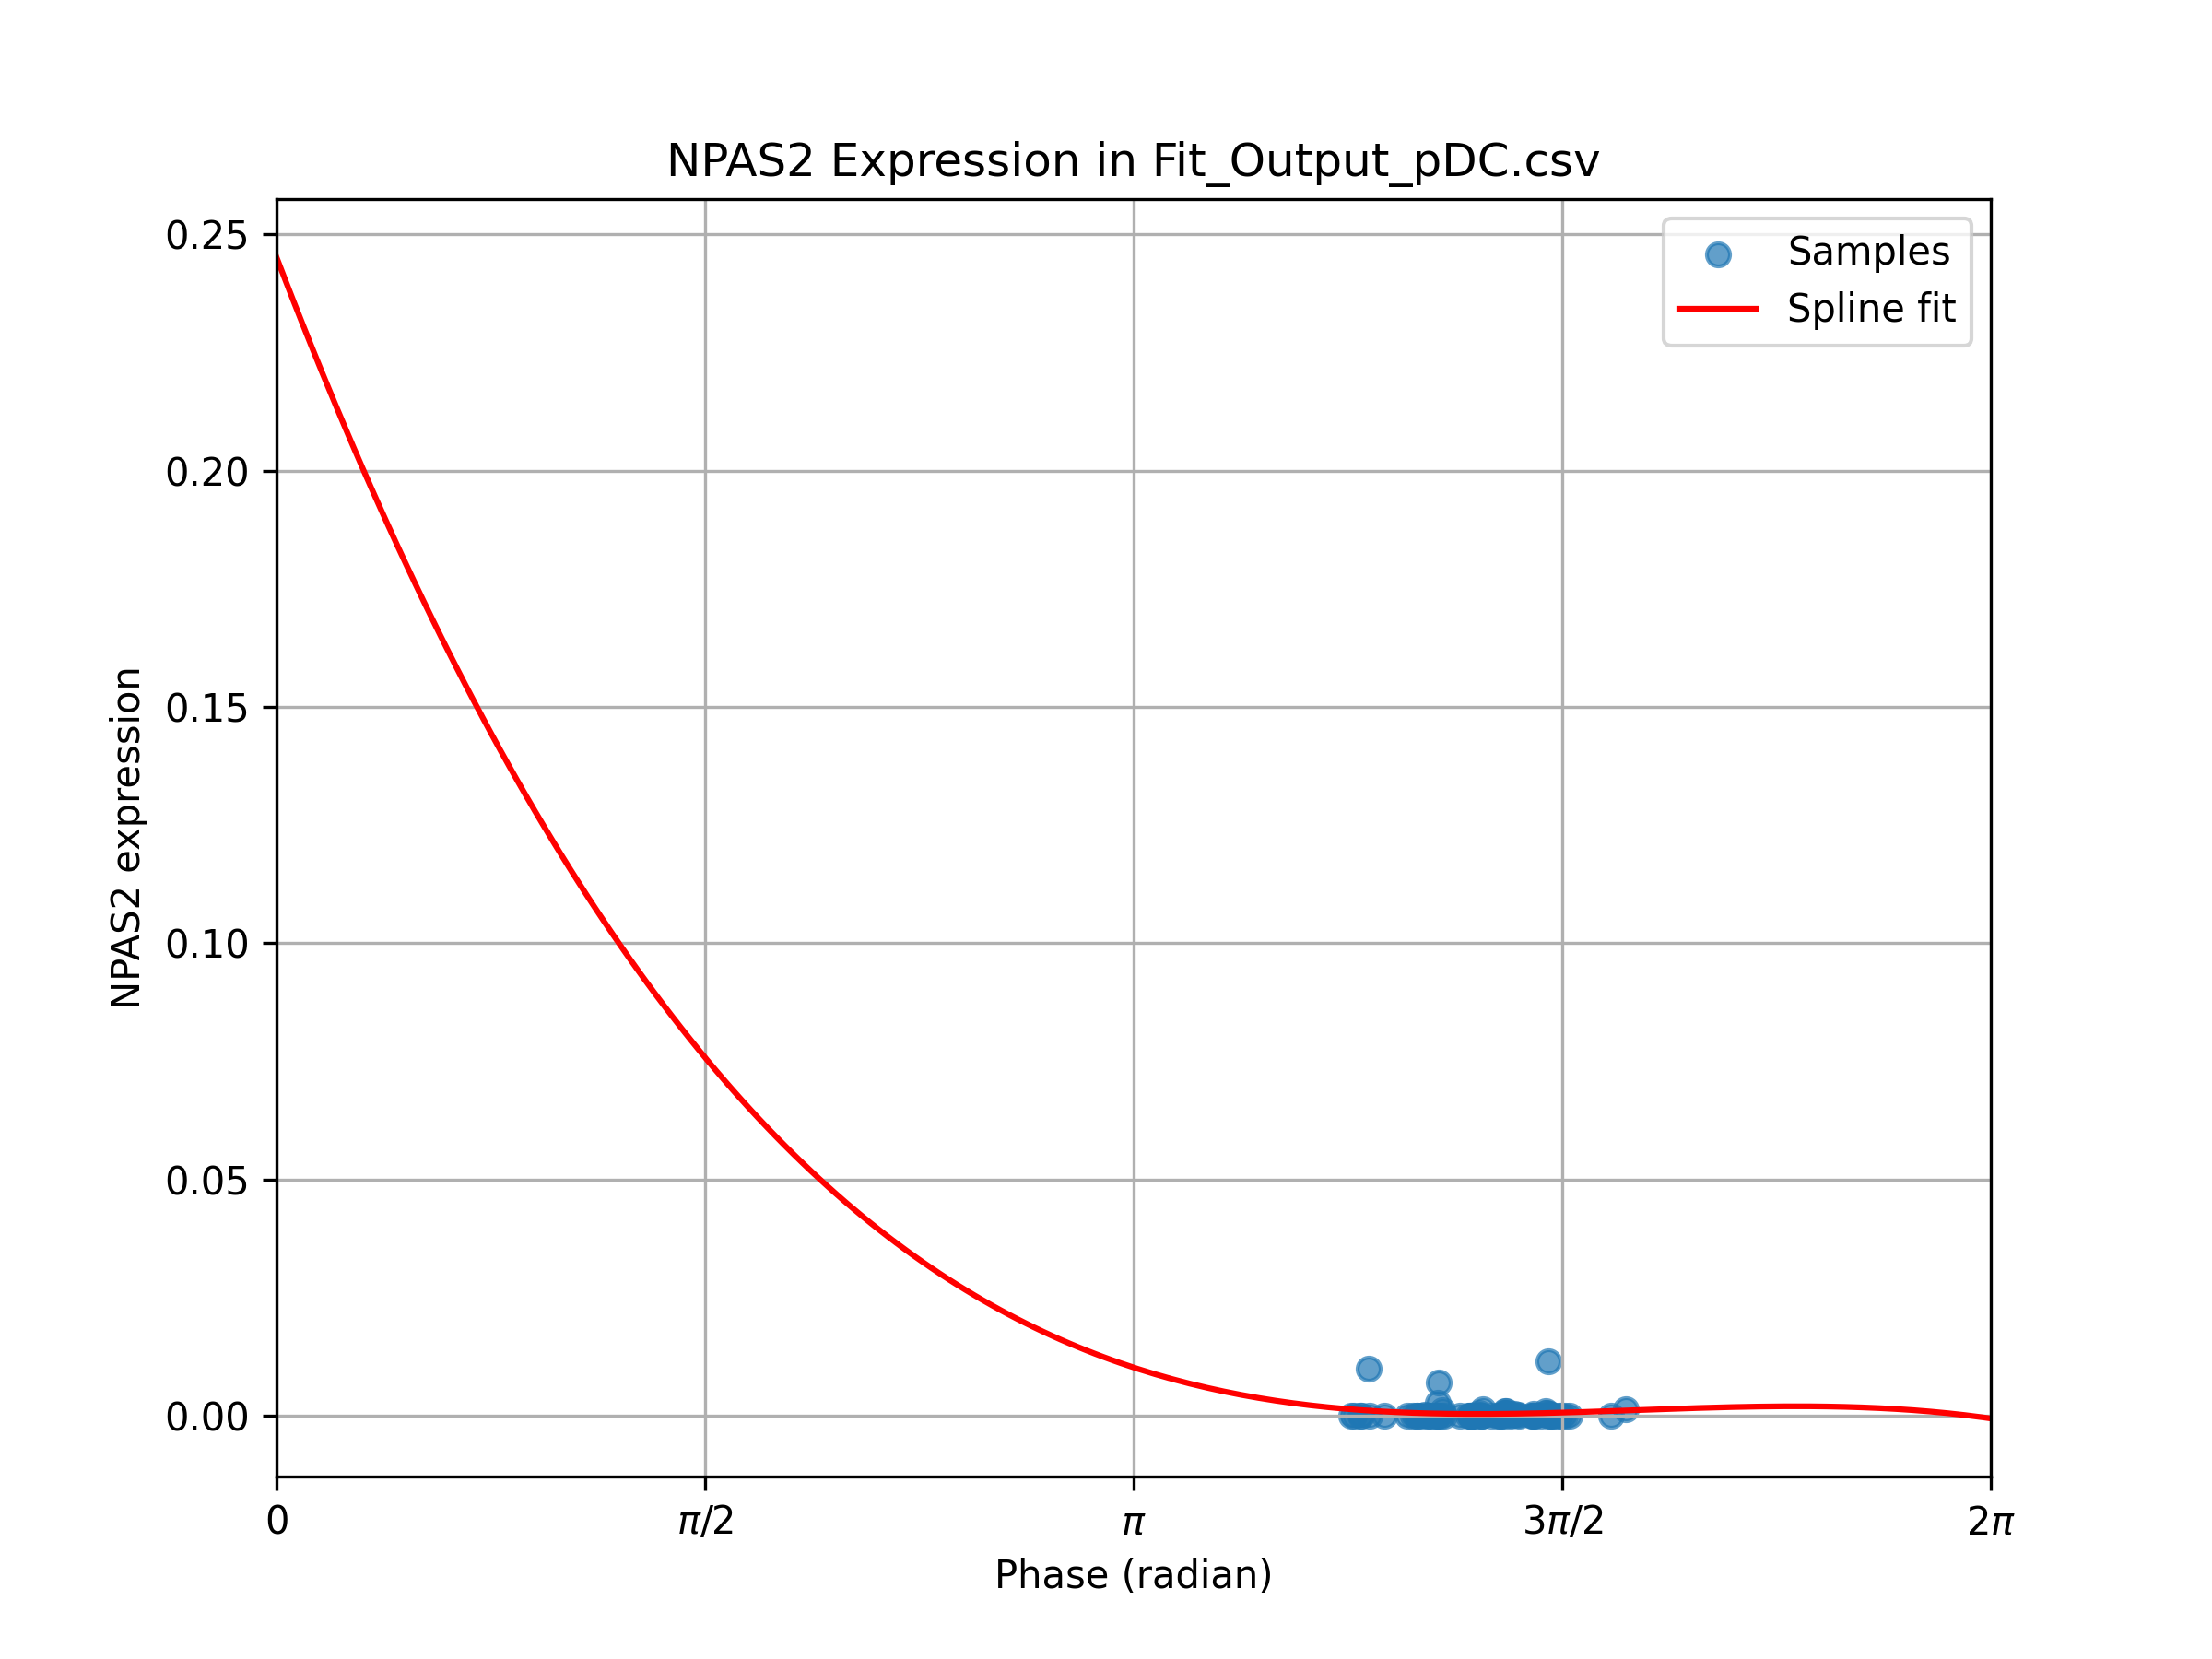 NPAS2 Expression in Fit_Output_pDC.csv
Samples
Spline fit
0.25
0.20
0.15
0.10
0.05
0.00
NPAS2 expression
0
π/2
π
3π/2
2π
Phase (radian)